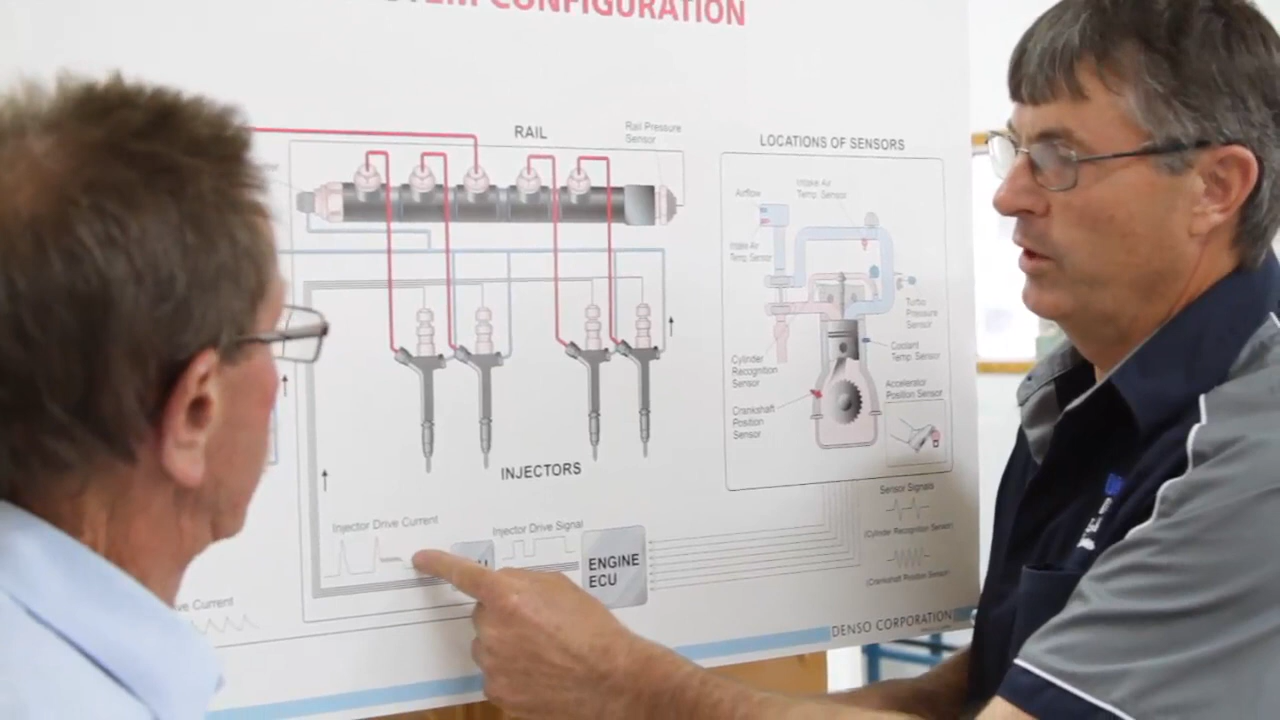 SYSTEM CONFIGURATION
RAIL
Rail Pressure
Sensor
LOCATIONS OF SENSORS
Airflow
Intake Air
Temp. Sensor
Intake Air
Temp. Sensor
Turbo
Pressure
Sensor
Coolant
Temp. Sensor
Cylinder
Recognition
Sensor
Accelerator
Position Sensor
Crankshaft
Position
Sensor
INJECTORS
Sensor Signals
Injector Drive Current
Injector Drive Signal
(Cylinder Recognition Sensor)
ENGINE
ECU
(Crankshaft Position Sensor)
ve Current
DENSO CORPORATION